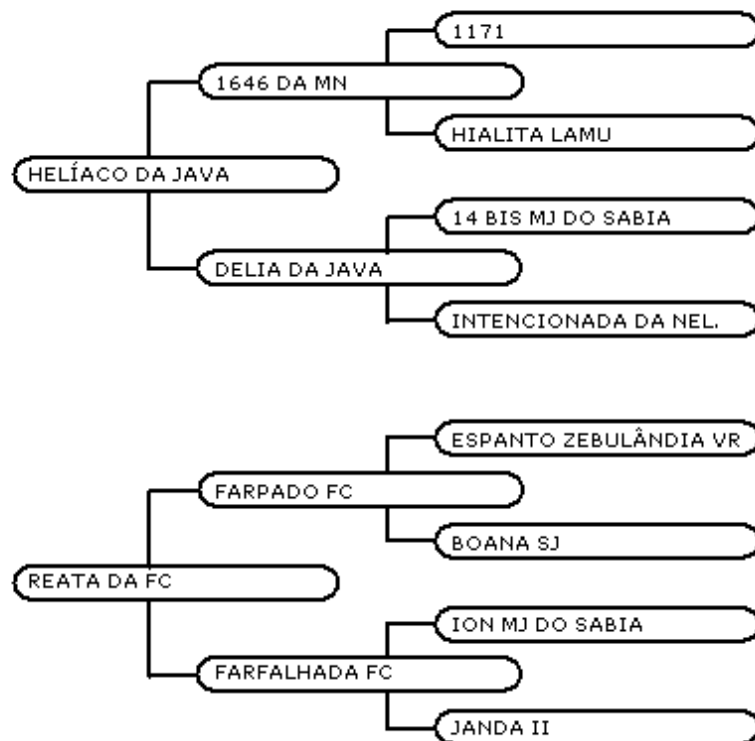 1171
1646 DA MN
HIALITA LAMU
HELÍACO DA JAVA
14 BIS MJ DO SABIA
DELIA DA JAVA
INTENCIONADA DA NEL.
ESPANTO ZEBULÂNDIA VR
FARPADO FC
BOANA SJ
REATA DA FC
ION MJ DO SABIA
FARFALHADA FC
JANDA II